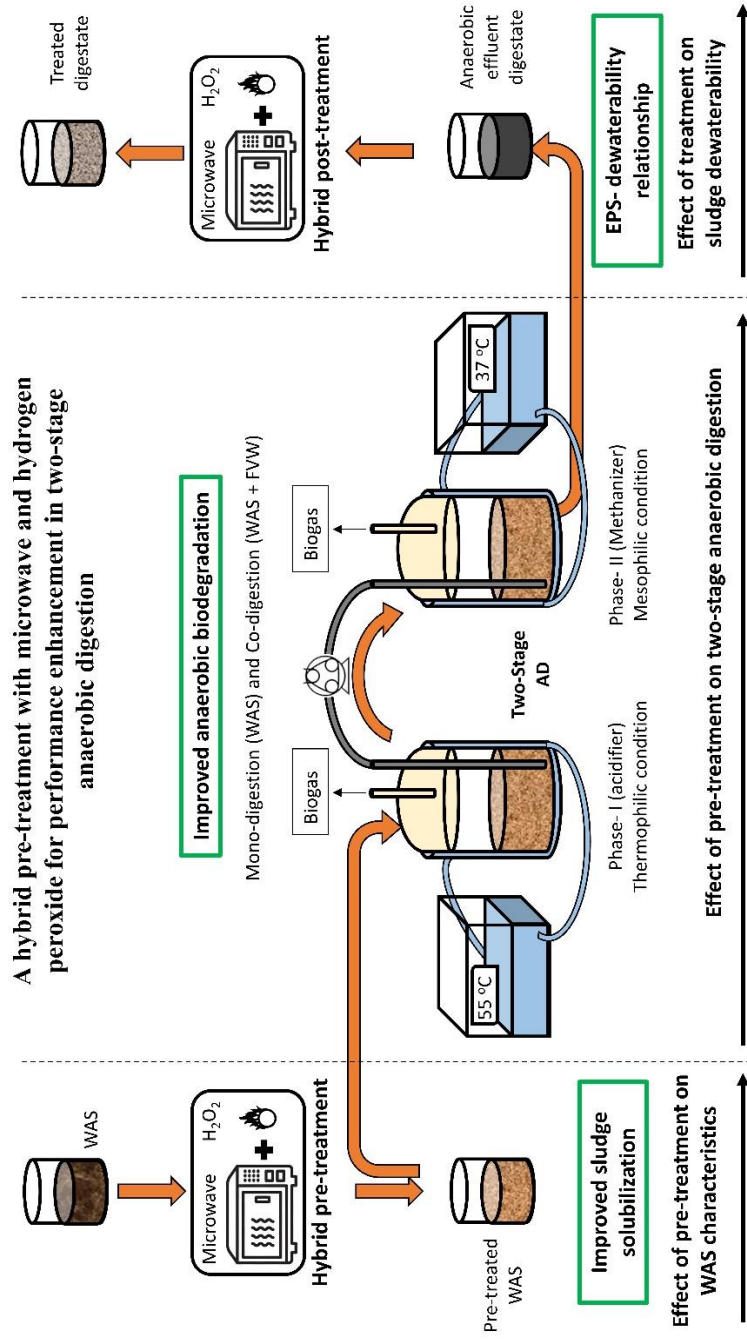 A hybrid pre-treatment with microwave and hydrogen
peroxide for performance enhancement in two-stage
anaerobic digestion
WAS
Microwave
H₂O₂
+
Hybrid pre-treatment
Pre-treated
WAS
Improved sludge
solubilization
Effect of pre-treatment on
WAS characteristics
Improved anaerobic biodegradation
Mono-digestion (WAS) and Co-digestion (WAS + FVW)
Biogas
Biogas
55 ᵒC
37 ᵒC
Two-Stage
AD
Phase- I (acidifier)
Thermophilic condition
Phase- II (Methanizer)
Mesophilic condition
Effect of pre-treatment on two-stage anaerobic digestion
Treated
digestate
Microwave
H₂O₂
+
Hybrid post-treatment
Anaerobic
effluent
digestate
EPS- dewaterability
relationship
Effect of treatment on
sludge dewaterability